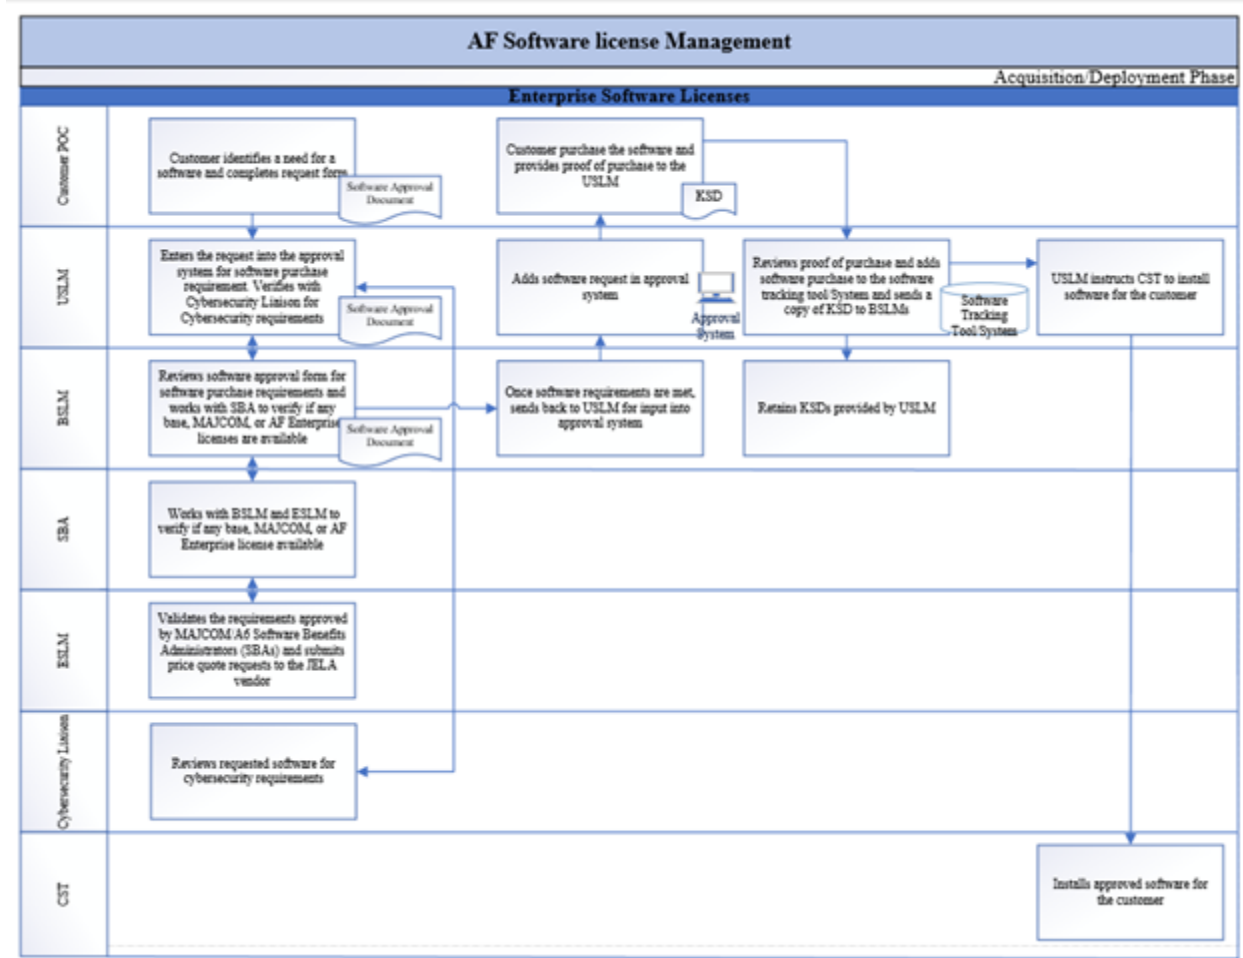 AF Software license Management
Acquisition/Deployment Phase
Enterprise Software Licenses
Customer POC
Customer identifies a need for a
software and completes request form
Software Approval
Document
Customer purchase the software and
provides proof of purchase to the
USLM
KSD
USLM
Enters the request into the approval
system for software purchase
requirement. Verifies with
Cybersecurity Liaison for
Cybersecurity requirements
Software Approval
Document
Adds software request in approval
system
Approval
System
Reviews proof of purchase and adds
software purchase to the software
tracking tool/System and sends a
copy of KSD to BSLMs
Software
Tracking
Tool/System
USLM instructs CST to install
software for the customer
BSLM
Reviews software approval form for
software purchase requirements and
works with SBA to verify if any
base, MAJCOM, or AF Enterprise
licenses are available
Software Approval
Document
Once software requirements are met,
sends back to USLM for input into
approval system
Retains KSDs provided by USLM
SBA
Works with BSLM and ESLM to
verify if any base, MAJCOM, or AF
Enterprise license available
ESLM
Validates the requirements approved
by MAJCOM/A6 Software Benefits
Administrators (SBAs) and submits
price quote requests to the JELA
vendor
Cybersecurity Liaison
Reviews requested software for
cybersecurity requirements
CST
Installs approved software for
the customer